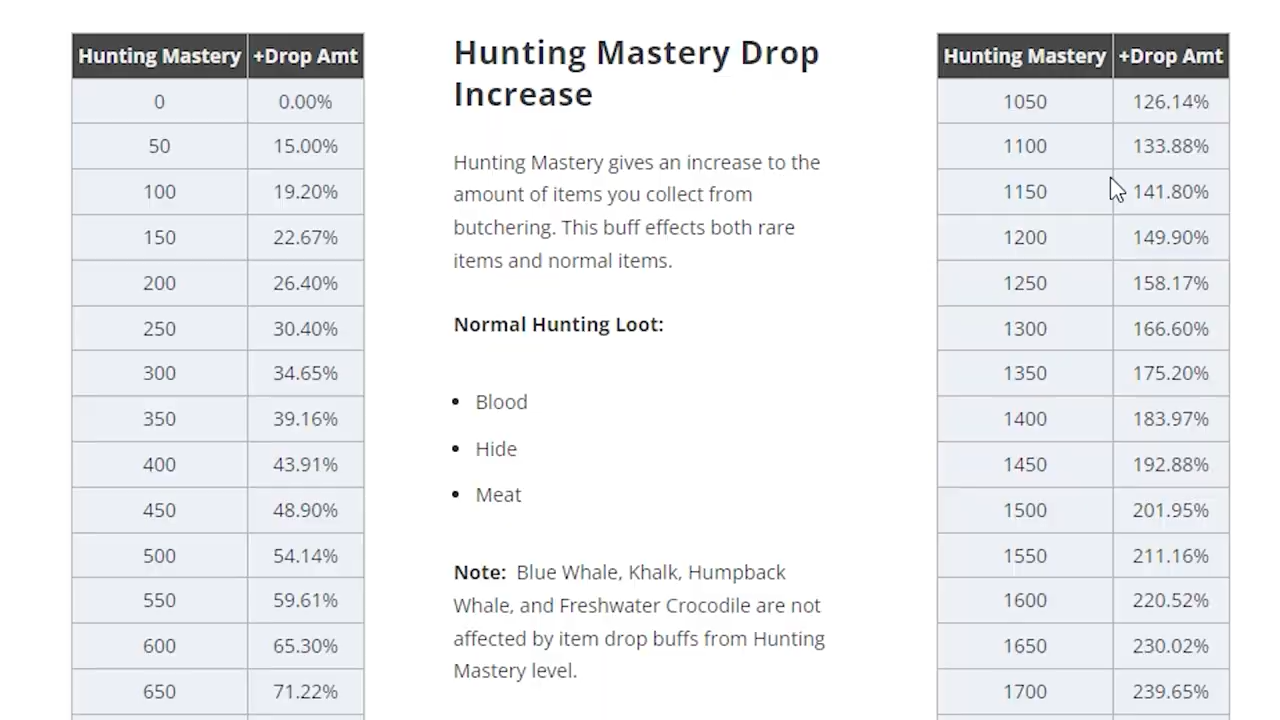 Hunting Mastery +Drop Amt
0 0.00%
50 15.00%
100 19.20%
150 22.67%
200 26.40%
250 30.40%
300 34.65%
350 39.16%
400 43.91%
450 48.90%
500 54.14%
550 59.61%
600 65.30%
650 71.22%
Hunting Mastery Drop
Increase
Hunting Mastery gives an increase to the
amount of items you collect from
butchering. This buff effects both rare
items and normal items.
Normal Hunting Loot:
• Blood
• Hide
• Meat
Note: Blue Whale, Khalk, Humpback
Whale, and Freshwater Crocodile are not
affected by item drop buffs from Hunting
Mastery level.
Hunting Mastery +Drop Amt
1050 126.14%
1100 133.88%
1150 141.80%
1200 149.90%
1250 158.17%
1300 166.60%
1350 175.20%
1400 183.97%
1450 192.88%
1500 201.95%
1550 211.16%
1600 220.52%
1650 230.02%
1700 239.65%